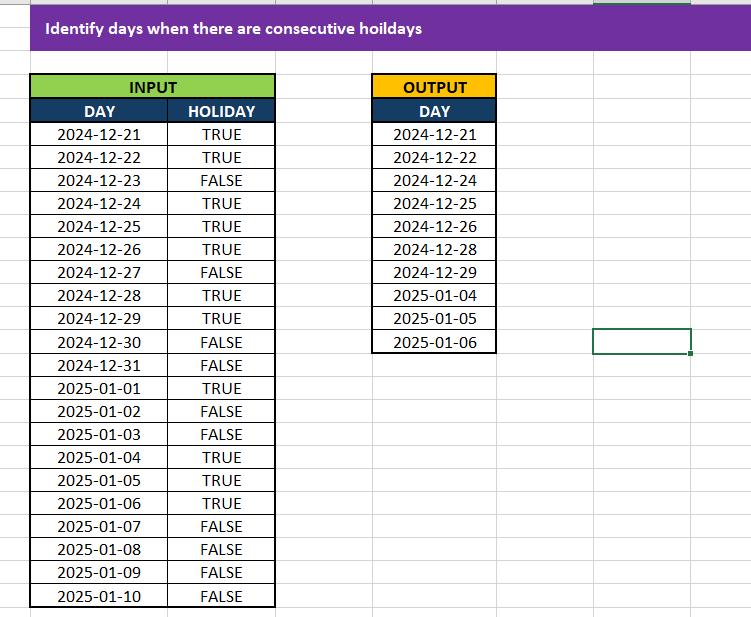 Identify days when there are consecutive hoildays
INPUT OUTPUT
DAY HOLIDAY DAY
2024-12-21 TRUE 2024-12-21
2024-12-22 TRUE 2024-12-22
2024-12-23 FALSE 2024-12-24
2024-12-24 TRUE 2024-12-25
2024-12-25 TRUE 2024-12-26
2024-12-26 TRUE 2024-12-28
2024-12-27 FALSE 2024-12-29
2024-12-28 TRUE 2025-01-04
2024-12-29 TRUE 2025-01-05
2024-12-30 FALSE 2025-01-06
2024-12-31 FALSE
2025-01-01 TRUE
2025-01-02 FALSE
2025-01-03 FALSE
2025-01-04 TRUE
2025-01-05 TRUE
2025-01-06 TRUE
2025-01-07 FALSE
2025-01-08 FALSE
2025-01-09 FALSE
2025-01-10 FALSE